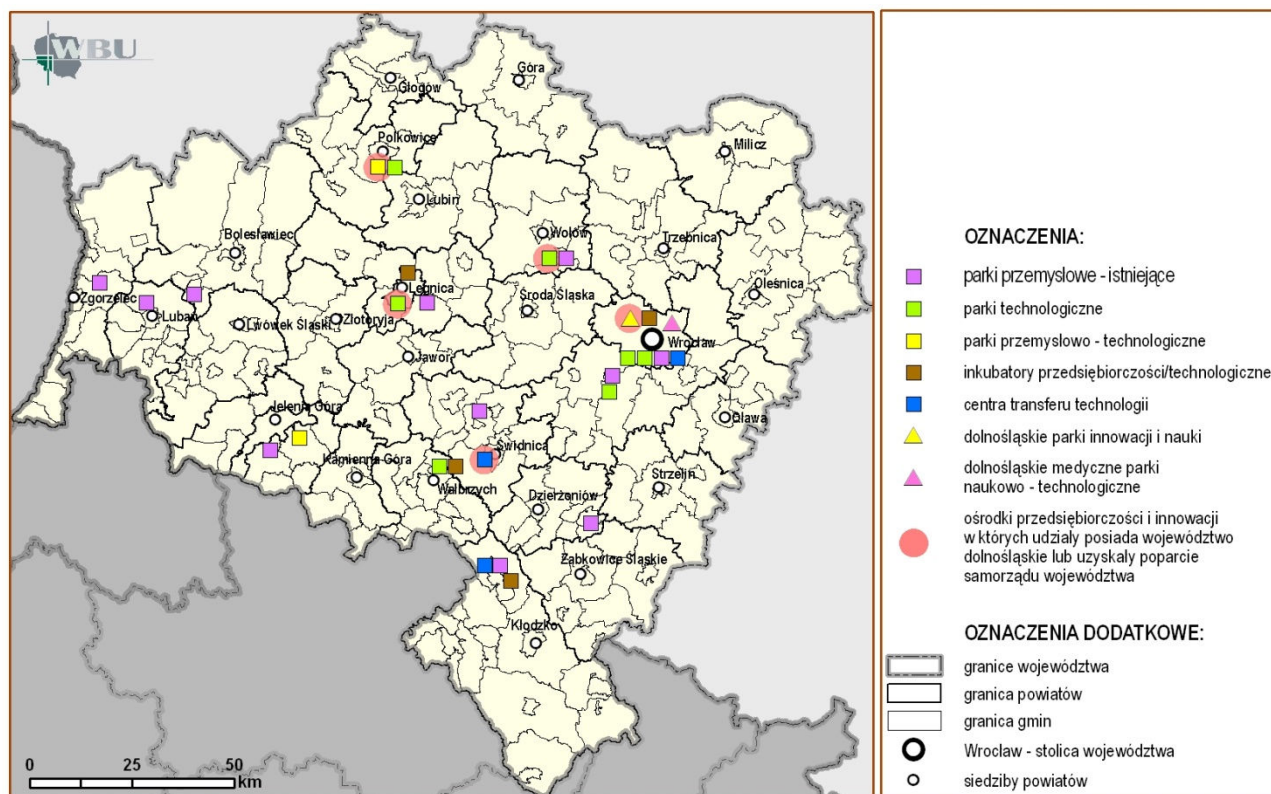 WBU
Głogów
Góra
Polkowice
Milicz
Lubin
Bolesławiec
Wołów
Trzebnica
Zgorzelec
Legnica
Środa Śląska
Oleśnica
Lubań
Lwówek Śląski
Złotoryja
Wrocław
Jawor
Jelenia Góra
Oława
Kamienna Góra
Świdnica
Wałbrzych
Dzierżoniów
Strzelin
Ząbkowice Śląskie
Kłodzko
0 25 50
km
OZNACZENIA:
parki przemysłowe - istniejące
parki technologiczne
parki przemysłowo - technologiczne
inkubatory przedsiębiorczości/technologiczne
centra transferu technologii
dolnośląskie parki innowacji i nauki
dolnośląskie medyczne parki
naukowo - technologiczne
ośrodki przedsiębiorczości i innowacji
w których udziały posiada województwo
dolnośląskie lub uzyskały poparcie
samorządu województwa
OZNACZENIA DODATKOWE:
granice województwa
granica powiatów
granica gmin
Wrocław - stolica województwa
siedziby powiatów